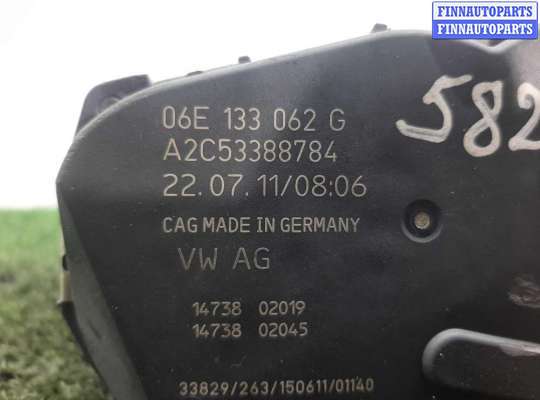 FINNAUTOPARTS
FINNAUTOPARTS
06E 133 062 G
582
A2C53388784
22.07.11/08:06
CAG MADE IN GERMANY
VW AG
14738 02019
14738 02045
33829/263/150611/01140